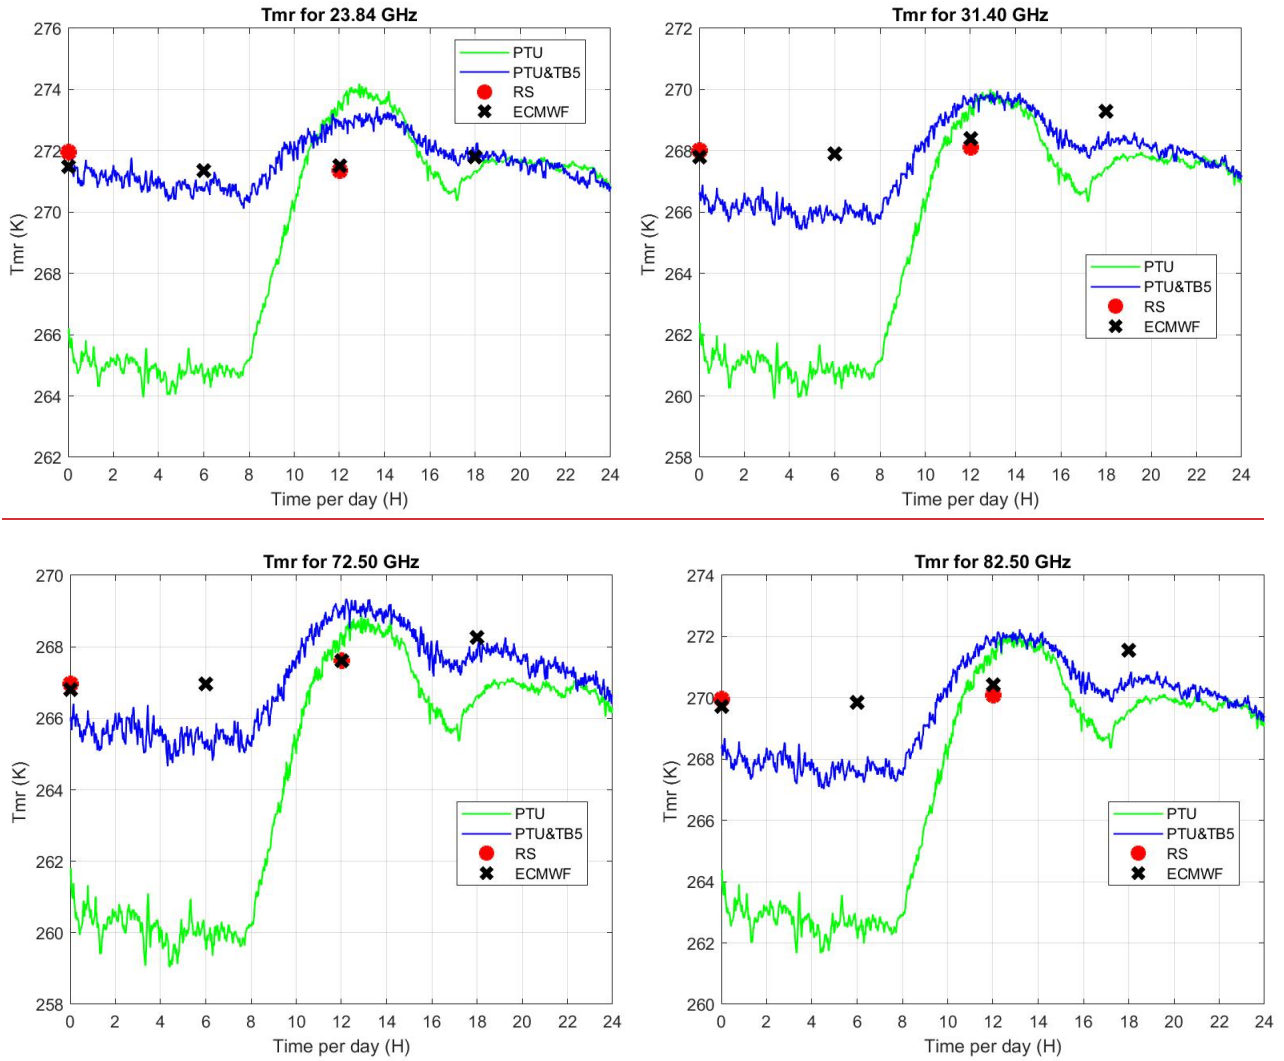 Tmr for 23.84 GHz
276
274
272
270
268
266
264
262
Tmr (K)
0 2 4 6 8 10 12 14 16 18 20 22 24
Time per day (H)
PTU
PTU&TB5
RS
ECMWF
Tmr for 31.40 GHz
272
270
268
266
264
262
260
258
Tmr (K)
0 2 4 6 8 10 12 14 16 18 20 22 24
Time per day (H)
PTU
PTU&TB5
RS
ECMWF
Tmr for 72.50 GHz
270
268
266
264
262
260
258
Tmr (K)
0 2 4 6 8 10 12 14 16 18 20 22 24
Time per day (H)
PTU
PTU&TB5
RS
ECMWF
Tmr for 82.50 GHz
274
272
270
268
266
264
262
260
Tmr (K)
0 2 4 6 8 10 12 14 16 18 20 22 24
Time per day (H)
PTU
PTU&TB5
RS
ECMWF